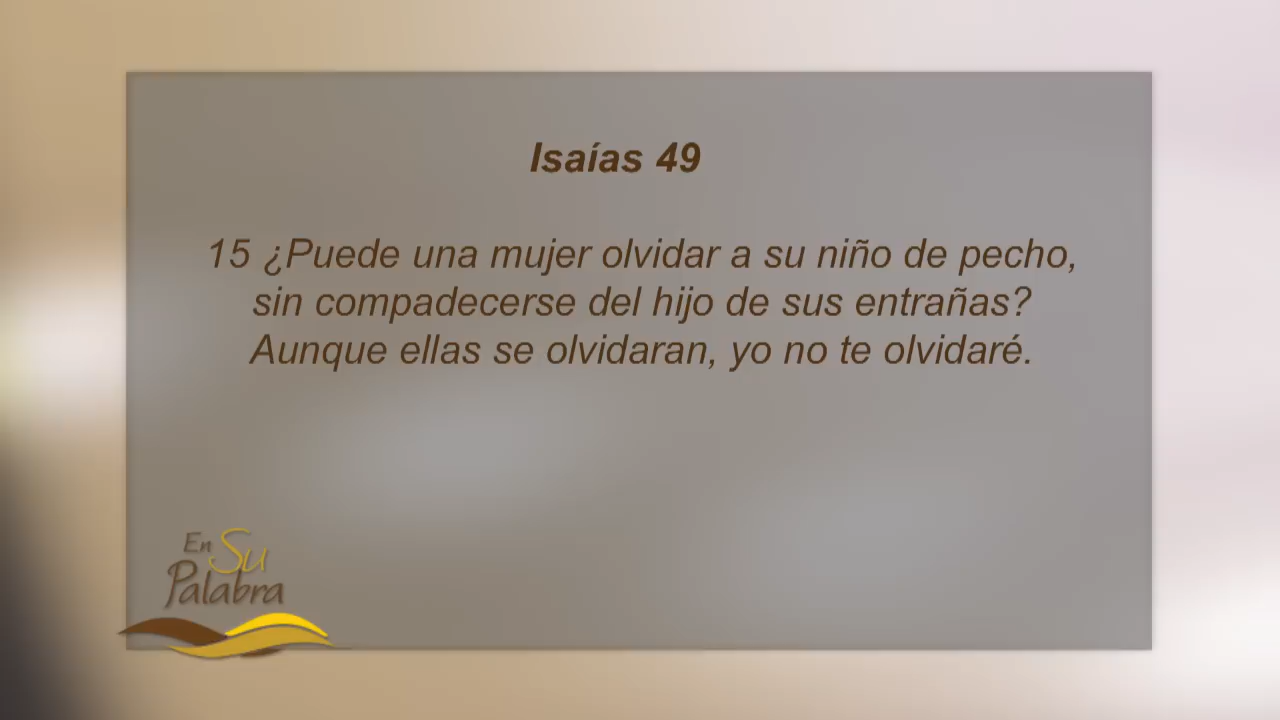 Isaías 49
15 ¿Puede una mujer olvidar a su niño de pecho,
sin compadecerse del hijo de sus entrañas?
Aunque ellas se olvidaran, yo no te olvidaré.
En Su
Palabra